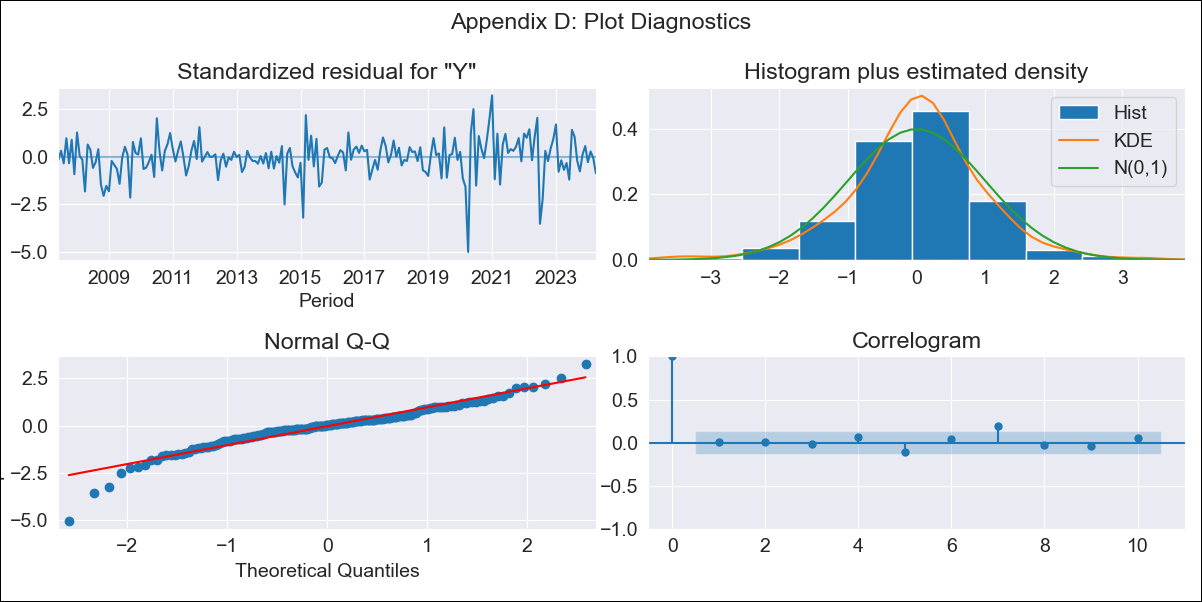 Appendix D: Plot Diagnostics
Standardized residual for "Y"
2.5
0.0
−2.5
−5.0
2009 2011 2013 2015 2017 2019 2021 2023
Period
Histogram plus estimated density
0.4
0.2
0.0
−3 −2 −1 0 1 2 3
Hist
KDE
N(0,1)
Normal Q-Q
2.5
0.0
−2.5
−5.0
−2 −1 0 1 2
Theoretical Quantiles
Correlogram
1.0
0.5
0.0
−0.5
−1.0
0 2 4 6 8 10